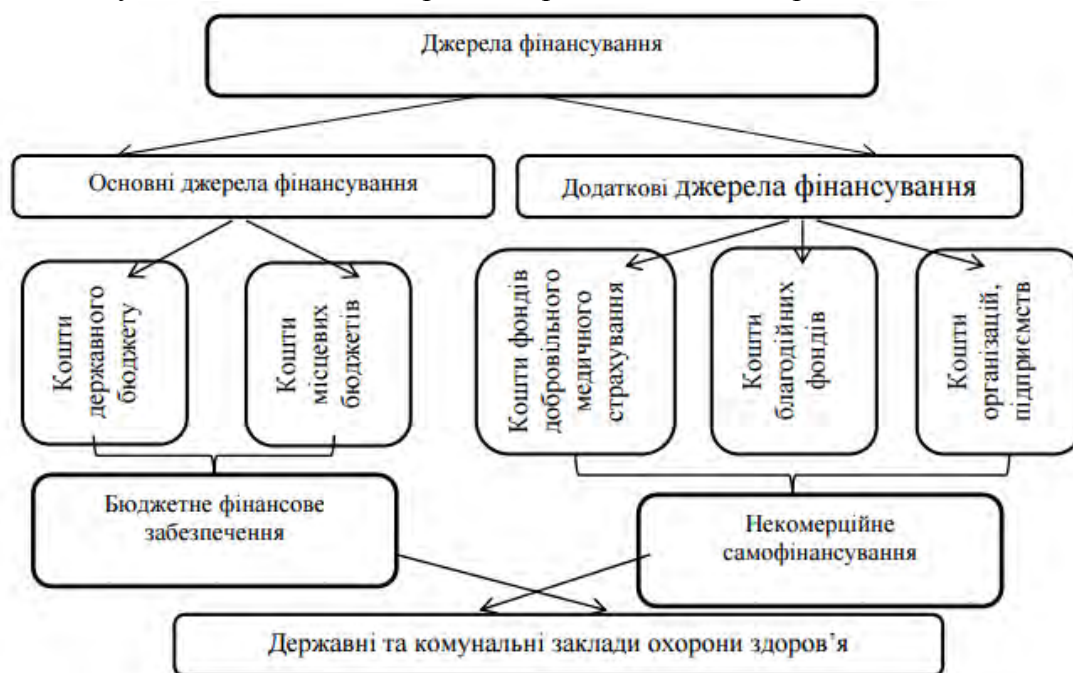 Джерела фінансування
Основні джерела фінансування
Додаткові джерела фінансування
Кошти
державного
бюджету
Кошти
місцевих
бюджетів
Кошти фондів
добровільного
медичного
страхування
Кошти
благодійних
фондів
Кошти
організацій,
підприємств
Бюджетне фінансове
забезпечення
Некомерційне
самофінансування
Державні та комунальні заклади охорони здоров’я